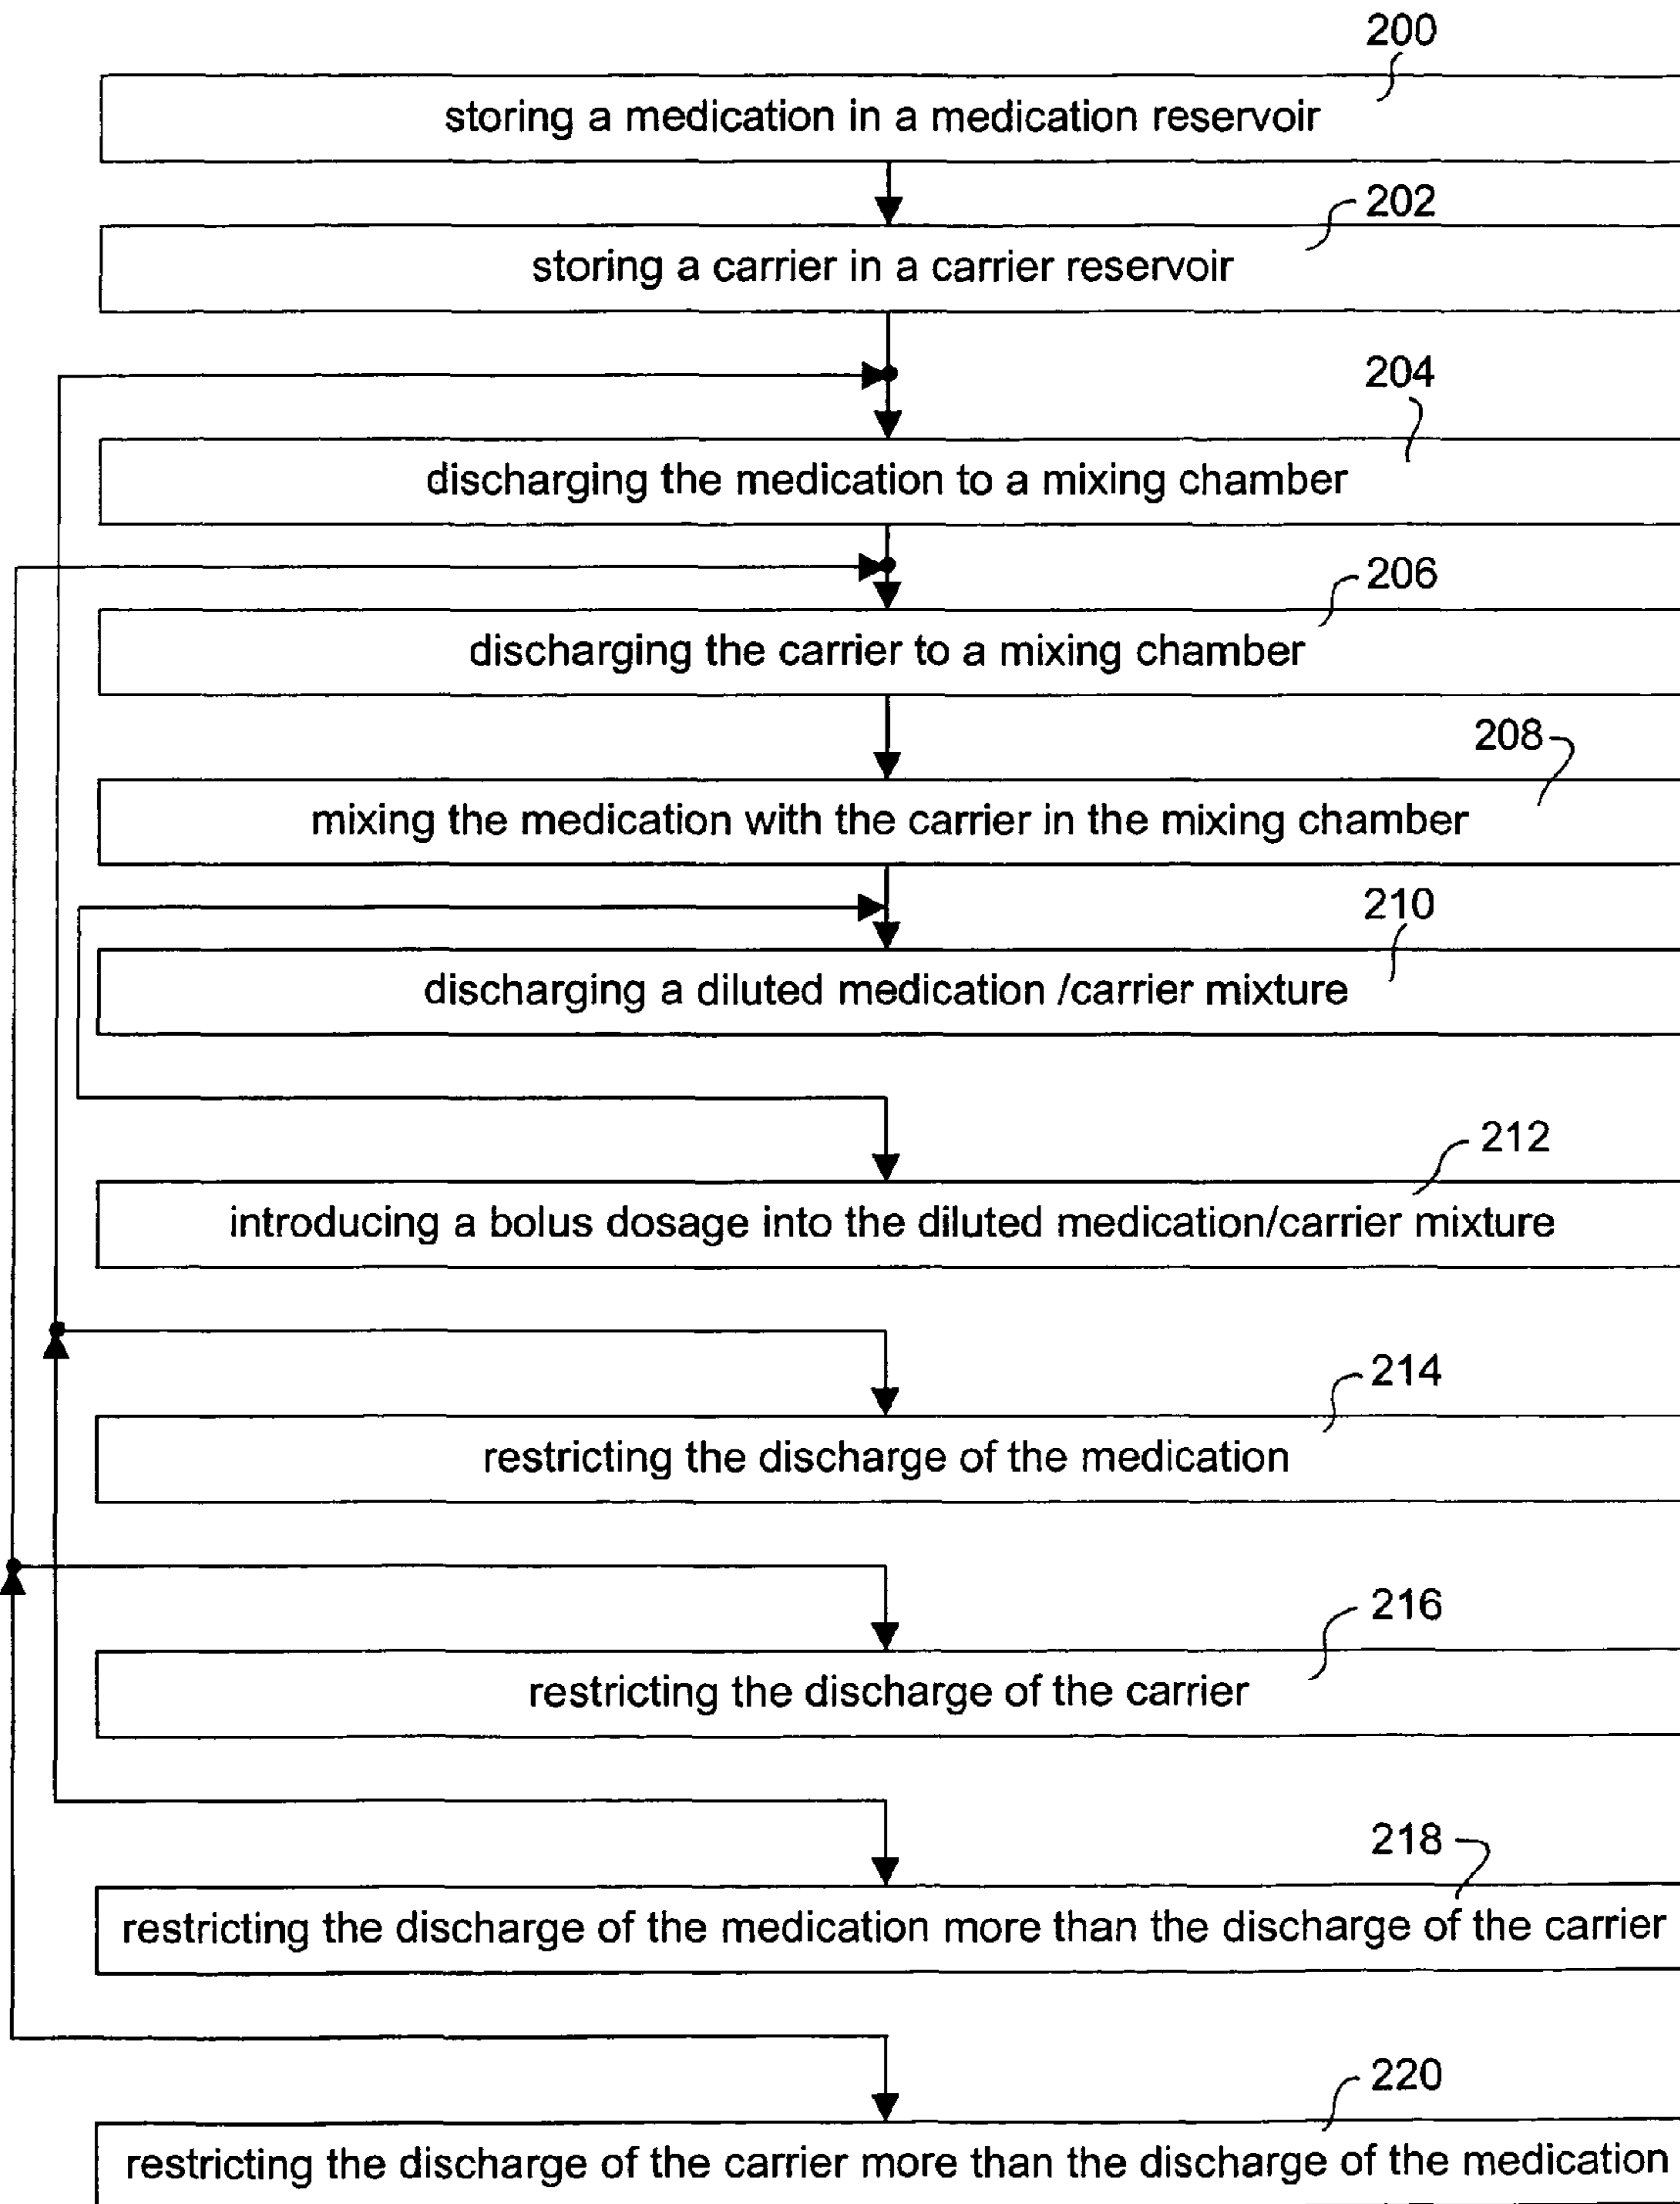 200
storing a medication in a medication reservoir
202
storing a carrier in a carrier reservoir
204
discharging the medication to a mixing chamber
206
discharging the carrier to a mixing chamber
208
mixing the medication with the carrier in the mixing chamber
210
discharging a diluted medication /carrier mixture
212
introducing a bolus dosage into the diluted medication/carrier mixture
214
restricting the discharge of the medication
216
restricting the discharge of the carrier
218
restricting the discharge of the medication more than the discharge of the carrier
220
restricting the discharge of the carrier more than the discharge of the medication